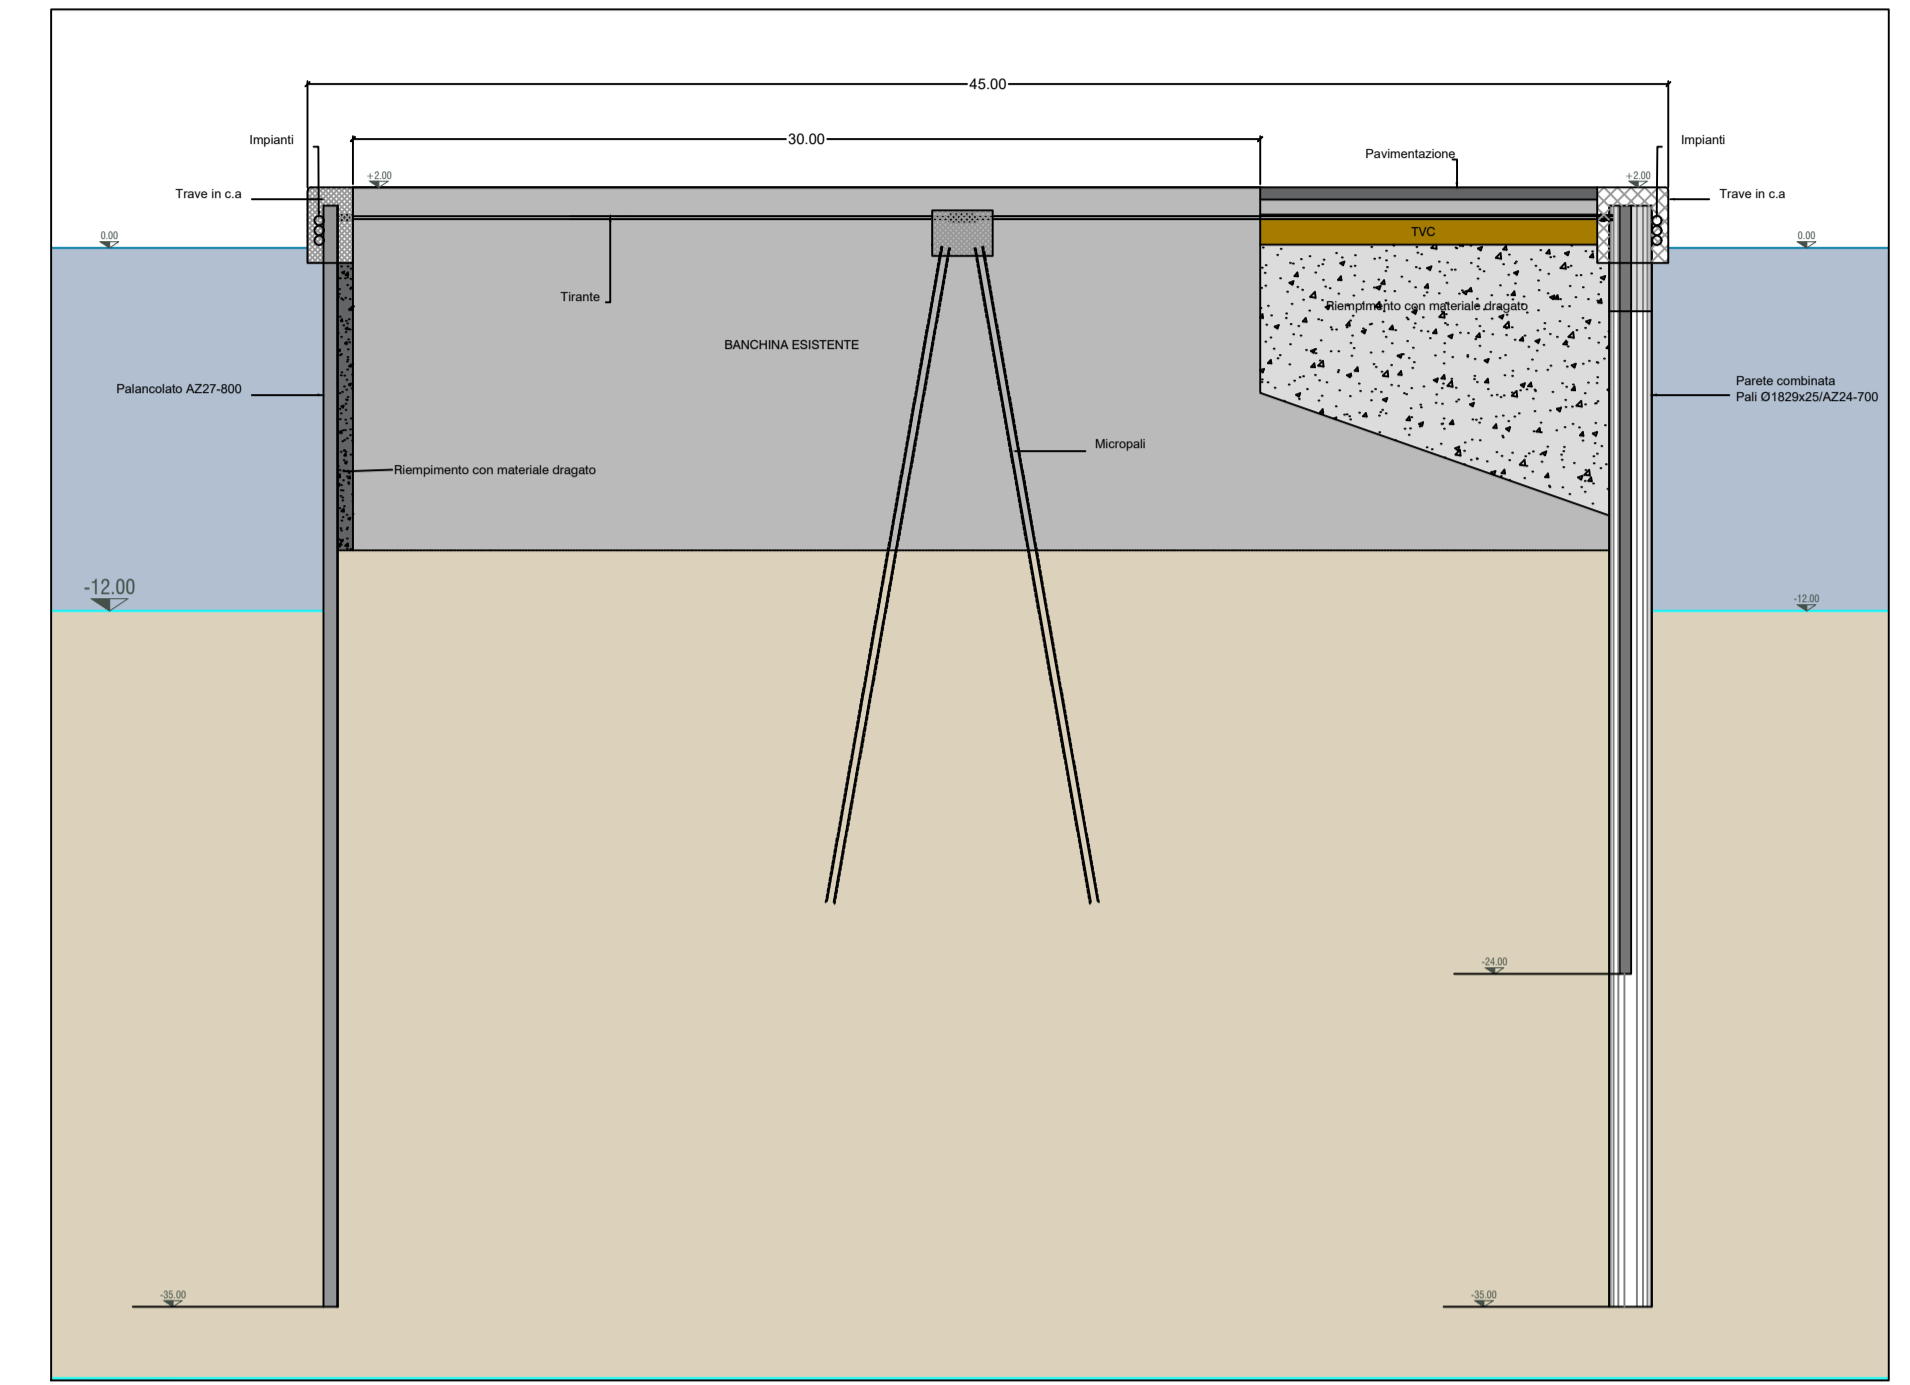 45.00
30.00
Impianti
Impianti
Pavimentazione
+2.00
+2.00
Trave in c.a
Trave in c.a
TVC
0.00
0.00
Tirante
Riempimento con materiale dragato
BANCHINA ESISTENTE
Palancolato AZ27-800
Parete combinata
Pali Ø1829x25/AZ24-700
Micropali
Riempimento con materiale dragato
-12.00
-12.00
-24.00
-35.00
-35.00